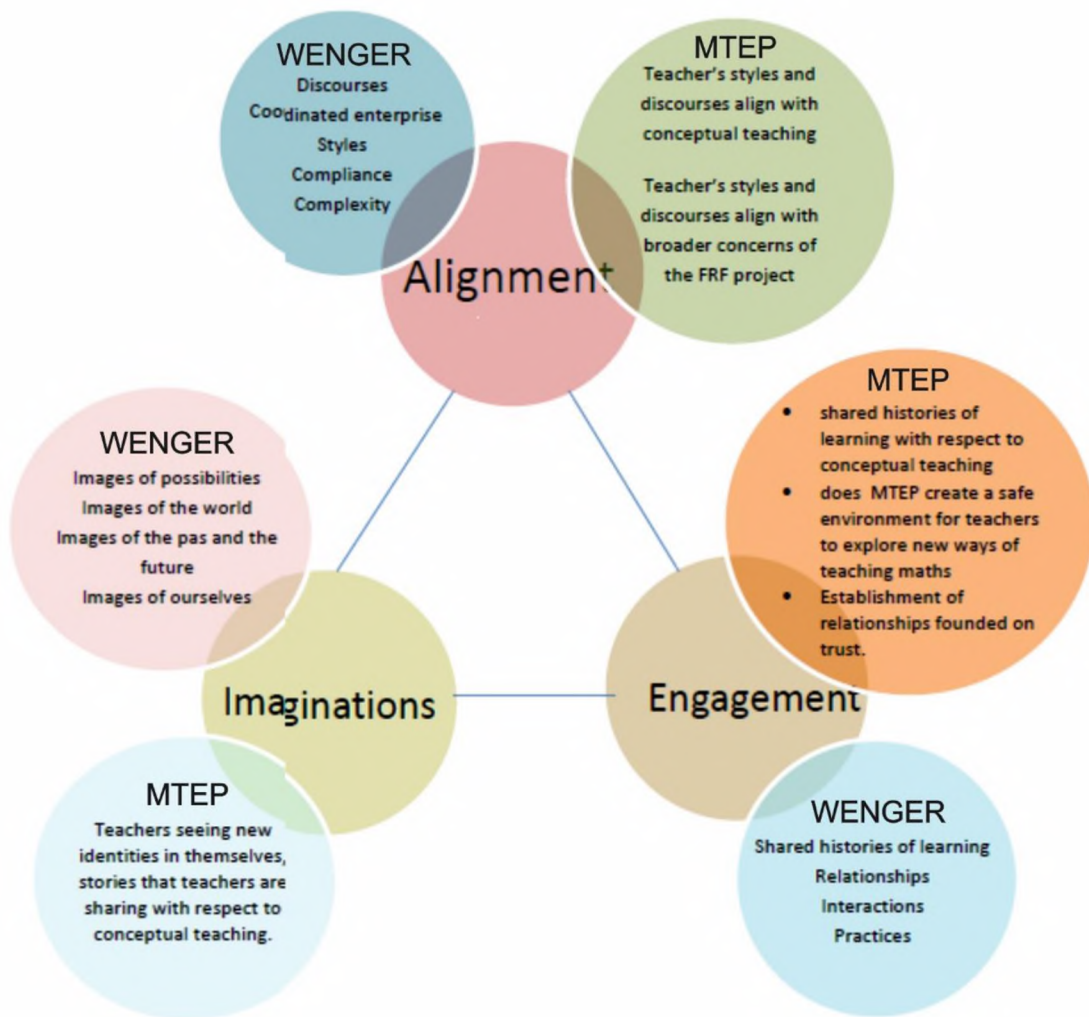 WENGER
Discourses
Coordinated enterprise
Styles
Compliance
Complexity
MTEP
Teacher's styles and
discourses align with
conceptual teaching
Teacher's styles and
discourses align with
broader concerns of
the FRF project
Alignment
MTEP
• shared histories of
learning with respect to
conceptual teaching
• does MTEP create a safe
environment for teachers
to explore new ways of
teaching maths
• Establishment of
relationships founded on
trust.
WENGER
Images of possibilities
Images of the world
Images of the pas and the
future
Images of ourselves
Imaginations
Engagement
MTEP
Teachers seeing new
identities in themselves,
stories that teachers are
sharing with respect to
conceptual teaching.
WENGER
Shared histories of learning
Relationships
Interactions
Practices